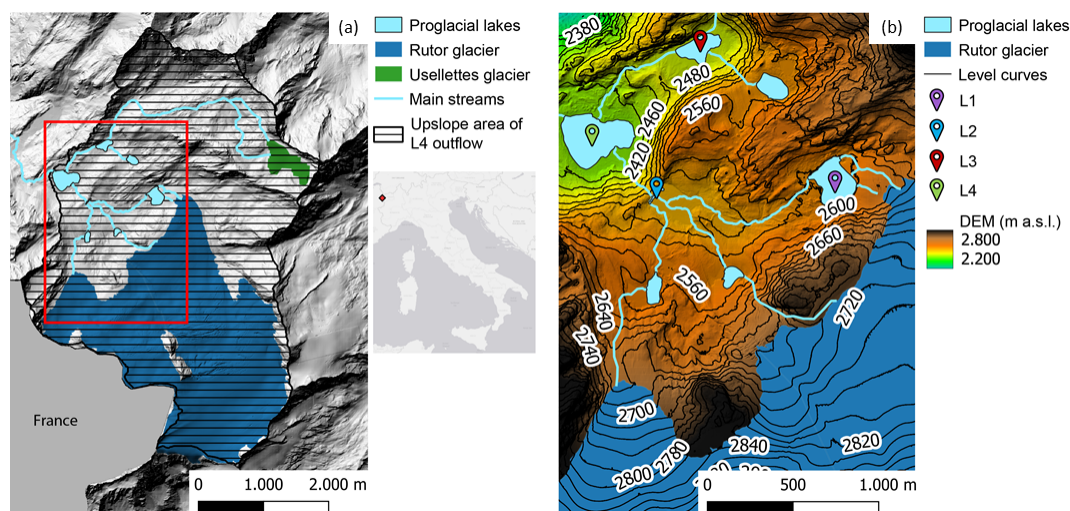 (a)
Proglacial lakes
Rutor glacier
Usellettes glacier
Main streams
Upslope area of
L4 outflow
France
0 1.000 2.000 m
(b)
Proglacial lakes
Rutor glacier
Level curves
L1
L2
L3
L4
DEM (m a.s.l.)
2.800
2.200
2380
2480
2460
2560
2420
2600
2660
2560
2640
2720
2740
2700
2840
2820
2780
2800
0 500 1.000 m